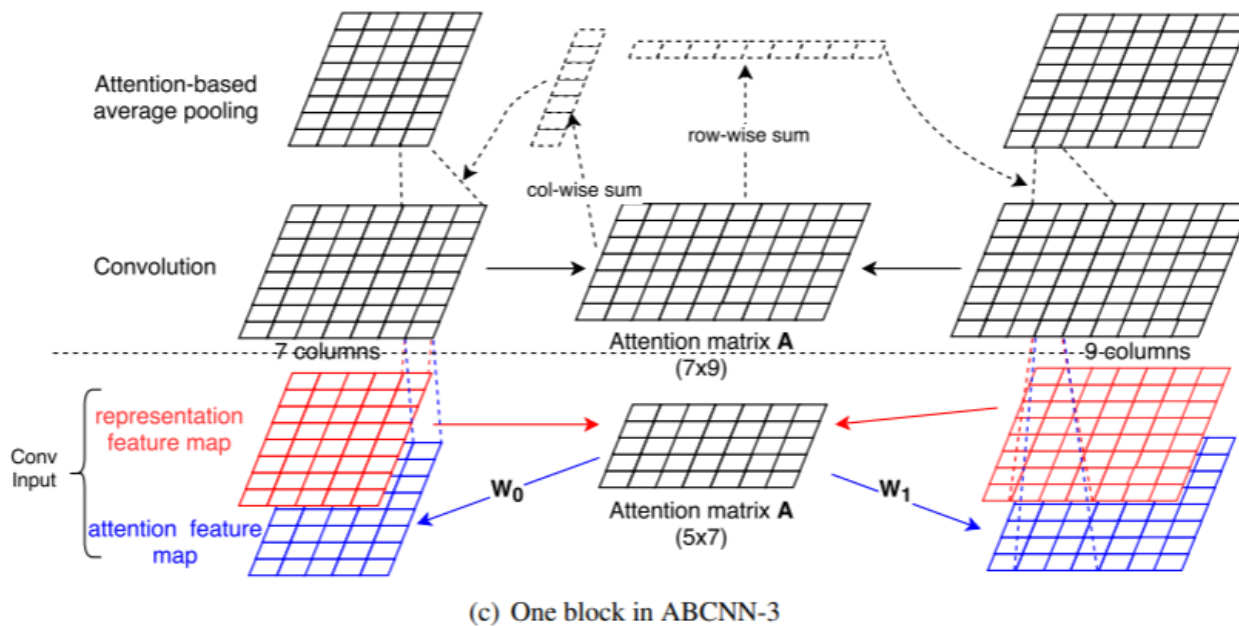 Attention-based
average pooling
row-wise sum
col-wise sum
Convolution
7 columns
Attention matrix A
(7x9)
9 columns
Conv
Input
representation
feature map
attention feature
map
W0
Attention matrix A
(5x7)
W1
(c) One block in ABCNN-3